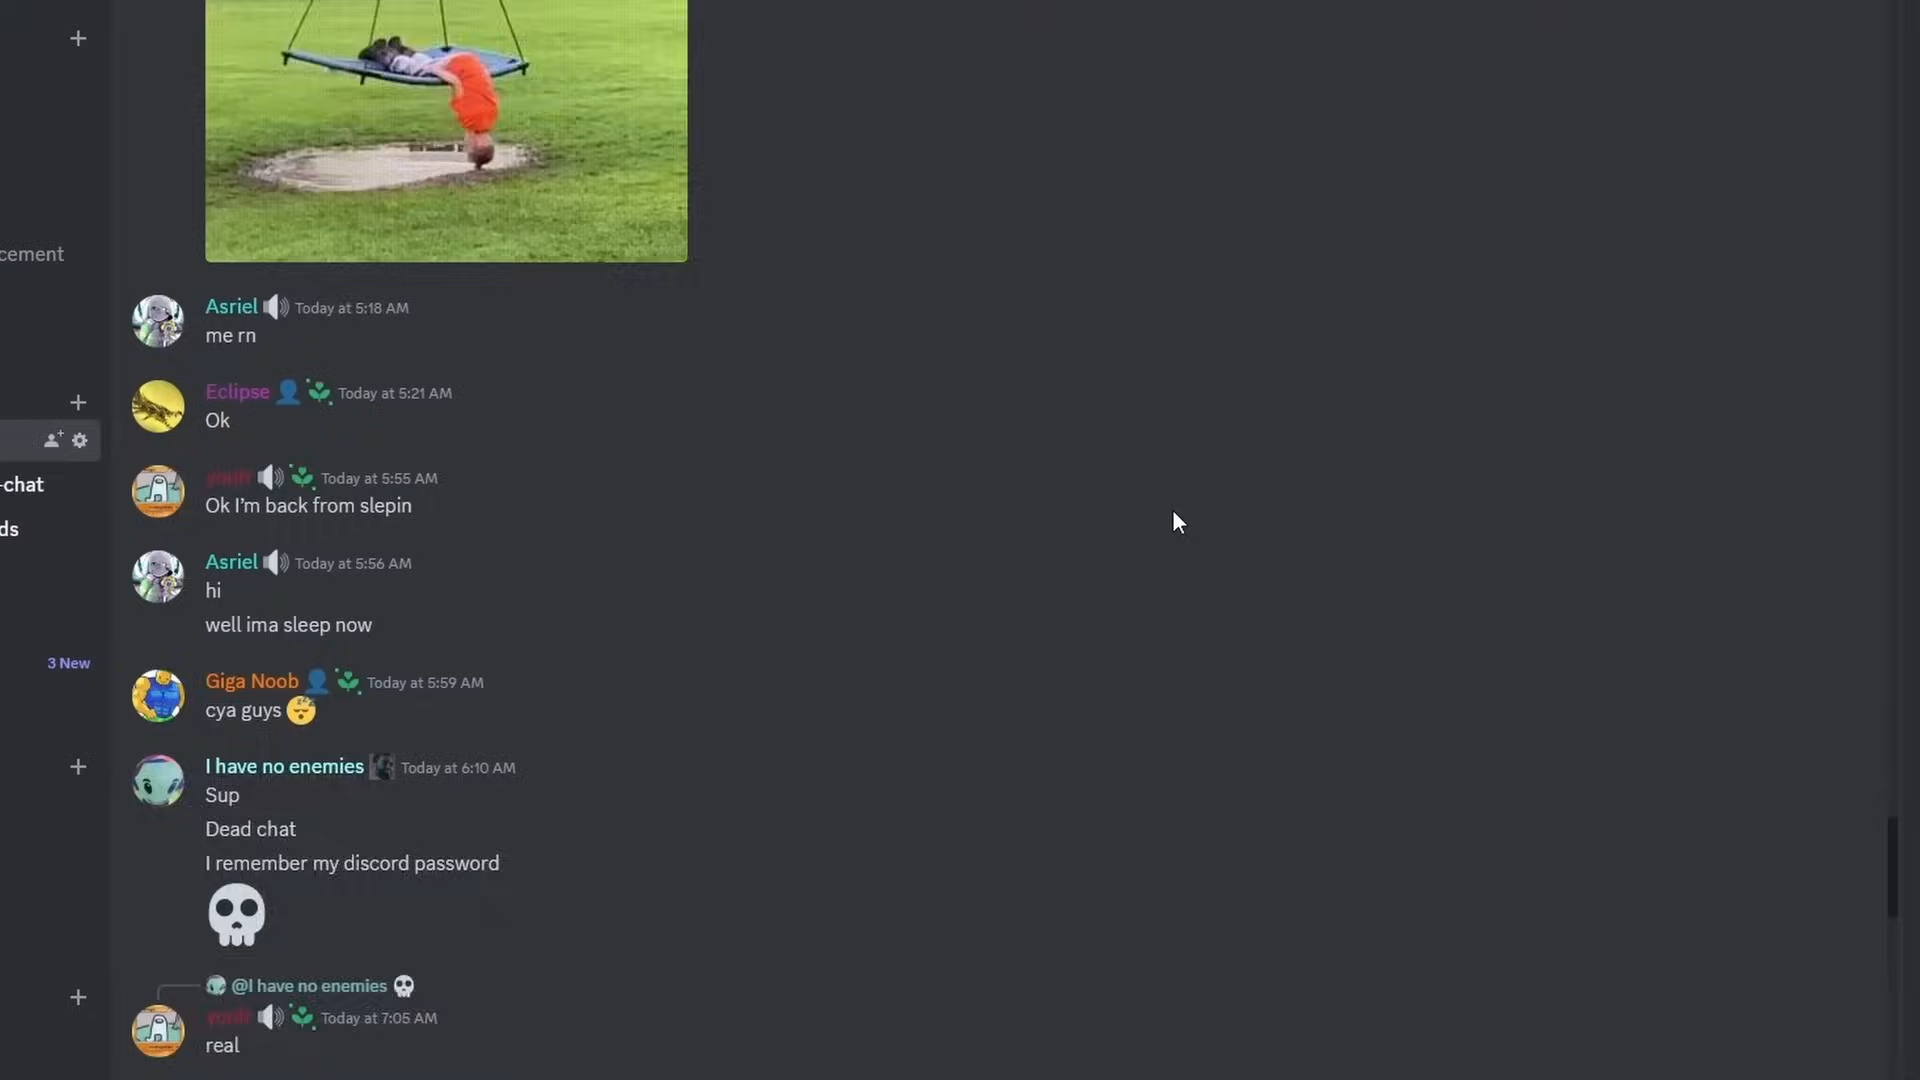 cement
Asriel Today at 5:18 AM
me rn
Eclipse Today at 5:21 AM
Ok
Today at 5:55 AM
Ok I’m back from slepin
-chat
ds
Asriel Today at 5:56 AM
hi
well ima sleep now
3 New
Giga Noob Today at 5:59 AM
cya guys
I have no enemies Today at 6:10 AM
Sup
Dead chat
I remember my discord password
@I have no enemies
Today at 7:05 AM
real